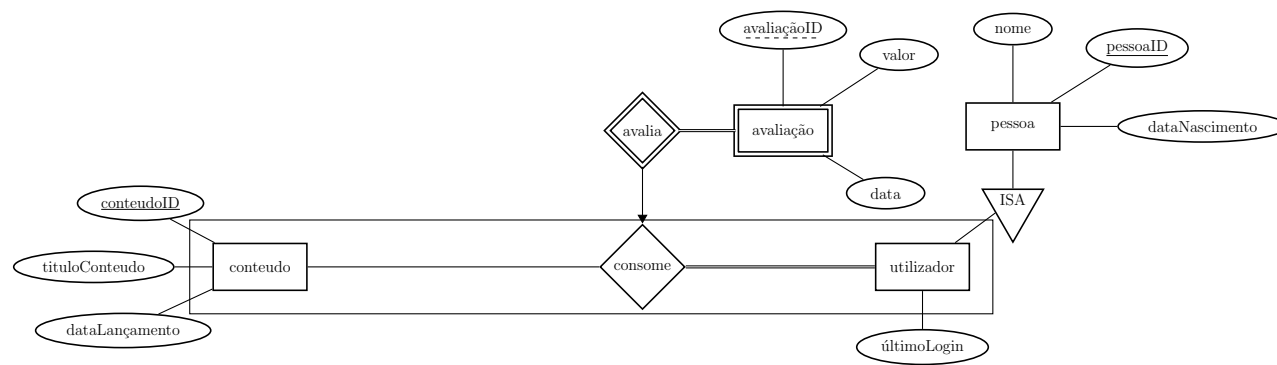 avaliaçãoID
nome
pessoaID
valor
avalia
avaliação
pessoa
dataNascimento
data
ISA
conteudoID
tituloConteudo
conteudo
consome
utilizador
dataLançamento
últimoLogin